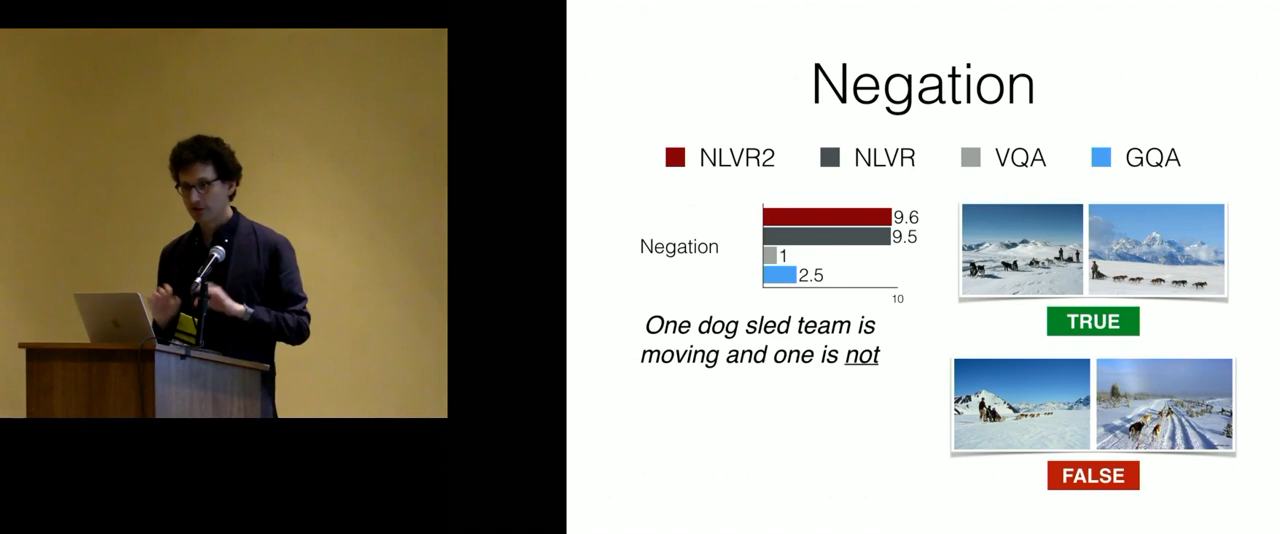 Negation
NLVR2 NLVR VQA GQA
Negation
9.6
9.5
1
2.5
10
One dog sled team is
moving and one is not
TRUE
FALSE